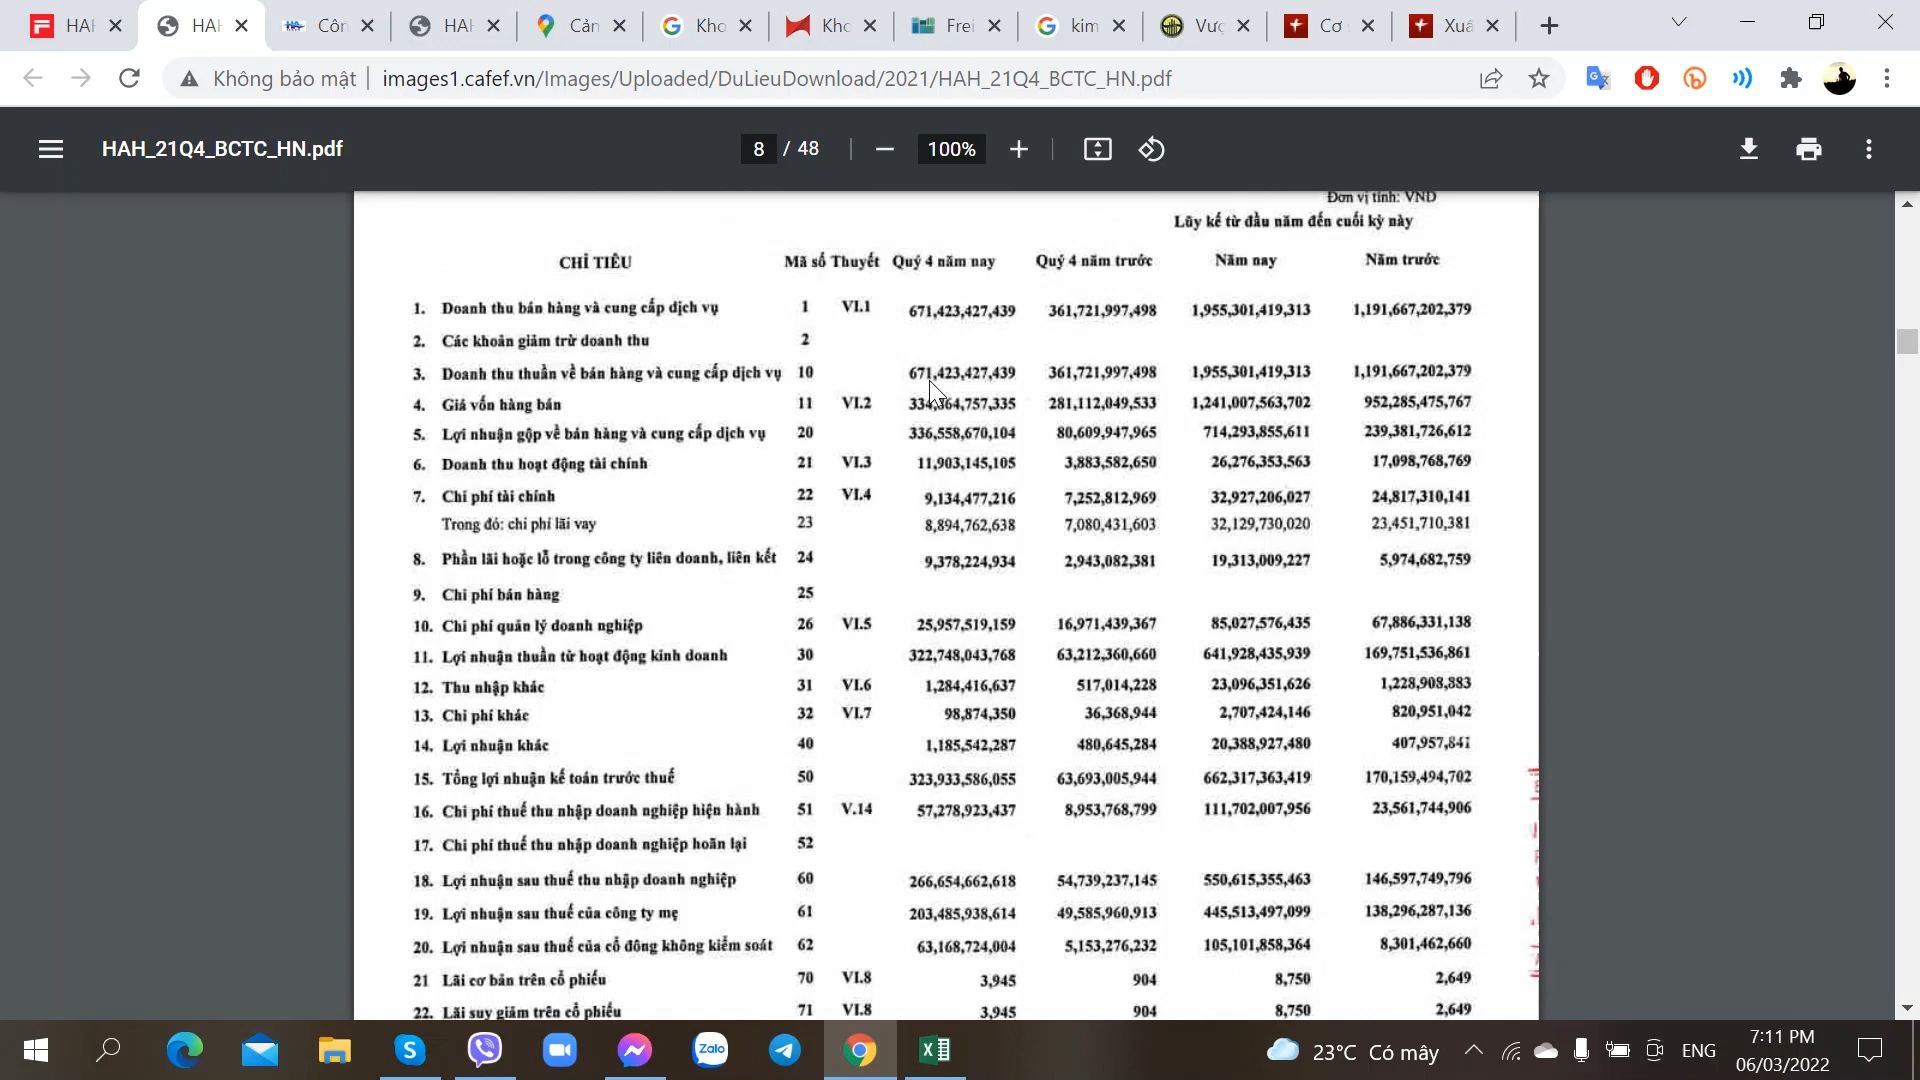 HAH
HAH
Côn
HAH
Cản
Kho
Kho
Frei
kim
Vượ
Cơ
Xuấ
Không bảo mật
images1.cafef.vn/Images/Uploaded/DuLieuDownload/2021/HAH_21Q4_BCTC_HN.pdf
HAH_21Q4_BCTC_HN.pdf
8 / 48
100%
Đơn vị tính: VND
Lũy kế từ đầu năm đến cuối kỳ này
CHỈ TIÊU Mã số Thuyết Quý 4 năm nay Quý 4 năm trước Năm nay Năm trước
1. Doanh thu bán hàng và cung cấp dịch vụ 1 VI.1 671,423,427,439 361,721,997,498 1,955,301,419,313 1,191,667,202,379
2. Các khoản giảm trừ doanh thu 2
3. Doanh thu thuần về bán hàng và cung cấp dịch vụ 10 671,423,427,439 361,721,997,498 1,955,301,419,313 1,191,667,202,379
4. Giá vốn hàng bán 11 VI.2 334,864,757,335 281,112,049,533 1,241,007,563,702 952,285,475,767
5. Lợi nhuận gộp về bán hàng và cung cấp dịch vụ 20 336,558,670,104 80,609,947,965 714,293,855,611 239,381,726,612
6. Doanh thu hoạt động tài chính 21 VI.3 11,903,145,105 3,883,582,650 26,276,353,563 17,098,768,769
7. Chi phí tài chính 22 VI.4 9,134,477,216 7,252,812,969 32,927,206,027 24,817,310,141
Trong đó: chi phí lãi vay 23 8,894,762,638 7,080,431,603 32,129,730,020 23,451,710,381
8. Phần lãi hoặc lỗ trong công ty liên doanh, liên kết 24 9,378,224,934 2,943,082,381 19,313,009,227 5,974,682,759
9. Chi phí bán hàng 25
10. Chi phí quản lý doanh nghiệp 26 VI.5 25,957,519,159 16,971,439,367 85,027,576,435 67,886,331,138
11. Lợi nhuận thuần từ hoạt động kinh doanh 30 322,748,043,768 63,212,360,660 641,928,435,939 169,751,536,861
12. Thu nhập khác 31 VI.6 1,284,416,637 517,014,228 23,096,351,626 1,228,908,883
13. Chi phí khác 32 VI.7 98,874,350 36,368,944 2,707,424,146 820,951,042
14. Lợi nhuận khác 40 1,185,542,287 480,645,284 20,388,927,480 407,957,841
15. Tổng lợi nhuận kế toán trước thuế 50 323,933,586,055 63,693,005,944 662,317,363,419 170,159,494,702
16. Chi phí thuế thu nhập doanh nghiệp hiện hành 51 V.14 57,278,923,437 8,953,768,799 111,702,007,956 23,561,744,906
17. Chi phí thuế thu nhập doanh nghiệp hoãn lại 52
18. Lợi nhuận sau thuế thu nhập doanh nghiệp 60 266,654,662,618 54,739,237,145 550,615,355,463 146,597,749,796
19. Lợi nhuận sau thuế của công ty mẹ 61 203,485,938,614 49,585,960,913 445,513,497,099 138,296,287,136
20. Lợi nhuận sau thuế của cổ đông không kiểm soát 62 63,168,724,004 5,153,276,232 105,101,858,364 8,301,462,660
21 Lãi cơ bản trên cổ phiếu 70 VI.8 3,945 904 8,750 2,649
22. Lãi suy giảm trên cổ phiếu 71 VI.8 3,945 904 8,750 2,649
Zalo
23°C Có mây
ENG
7:11 PM
06/03/2022